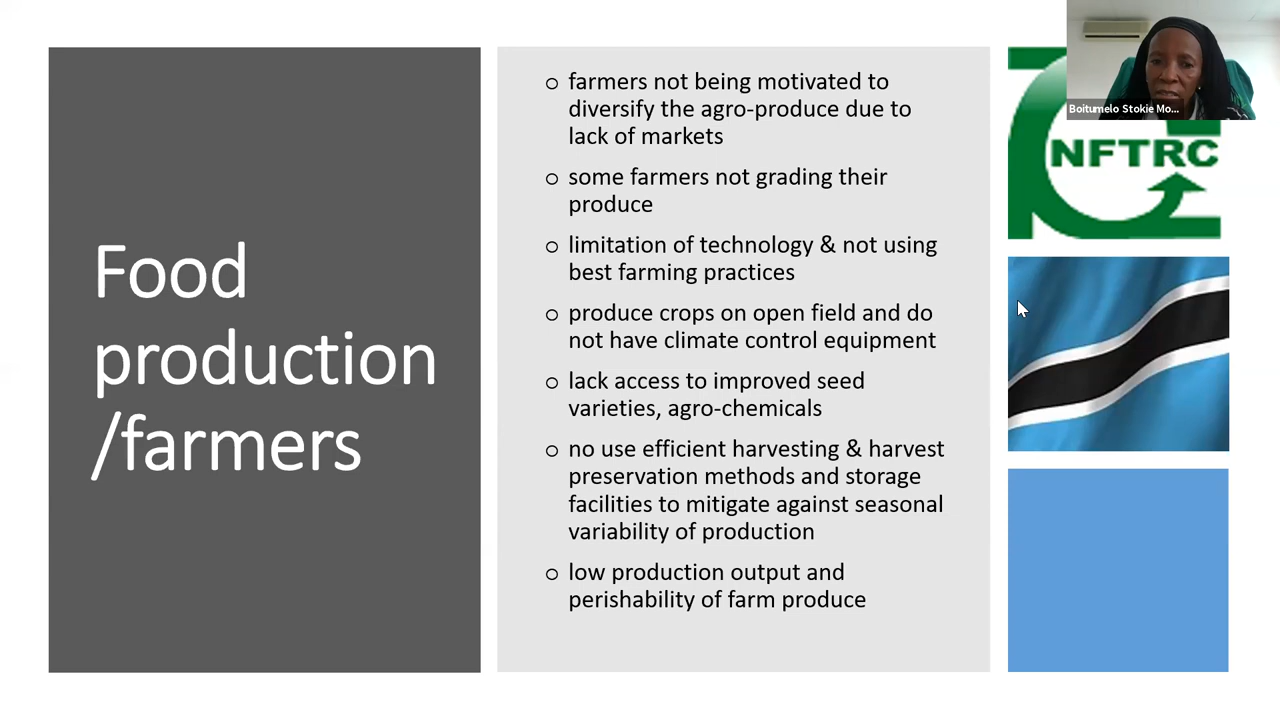 Food
production
/farmers
o farmers not being motivated to
diversify the agro-produce due to
lack of markets
o some farmers not grading their
produce
o limitation of technology & not using
best farming practices
o produce crops on open field and do
not have climate control equipment
o lack access to improved seed
varieties, agro-chemicals
o no use efficient harvesting & harvest
preservation methods and storage
facilities to mitigate against seasonal
variability of production
o low production output and
perishability of farm produce
Boitumelo Stokie Mo...
NFTRC